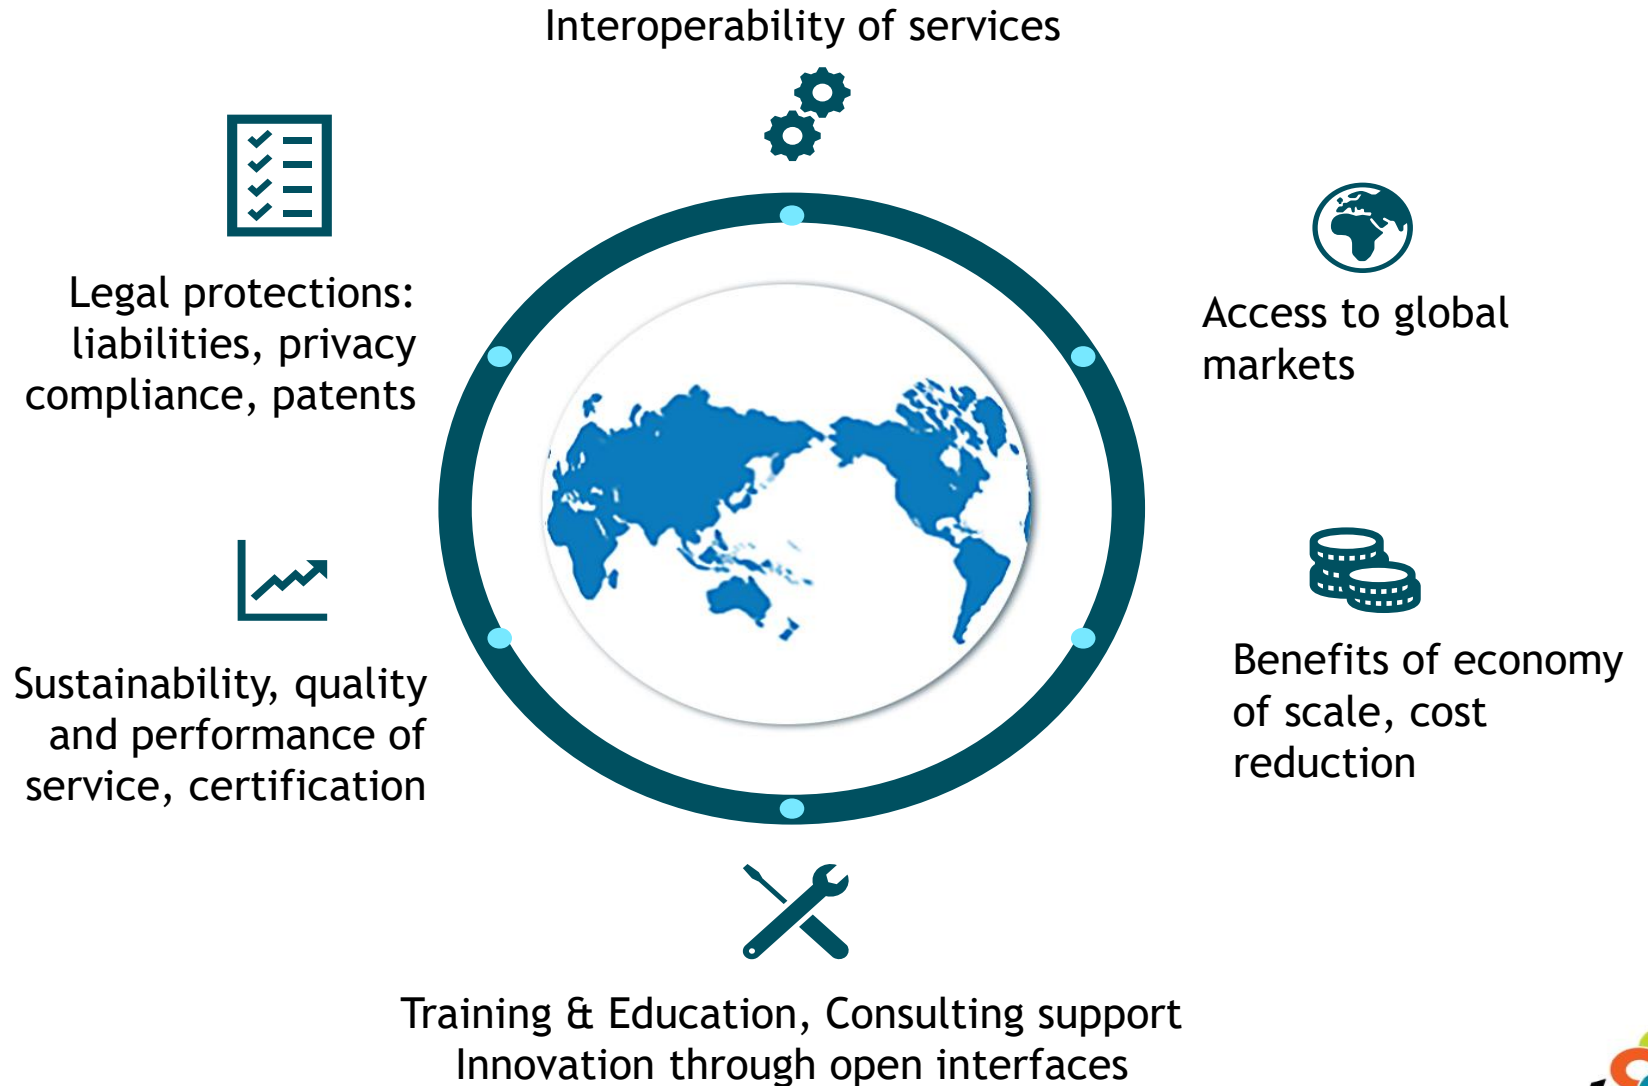 Interoperability of services
Legal protections:
liabilities, privacy
compliance, patents
Access to global
markets
Sustainability, quality
and performance of
service, certification
Benefits of economy
of scale, cost
reduction
Training & Education, Consulting support
Innovation through open interfaces